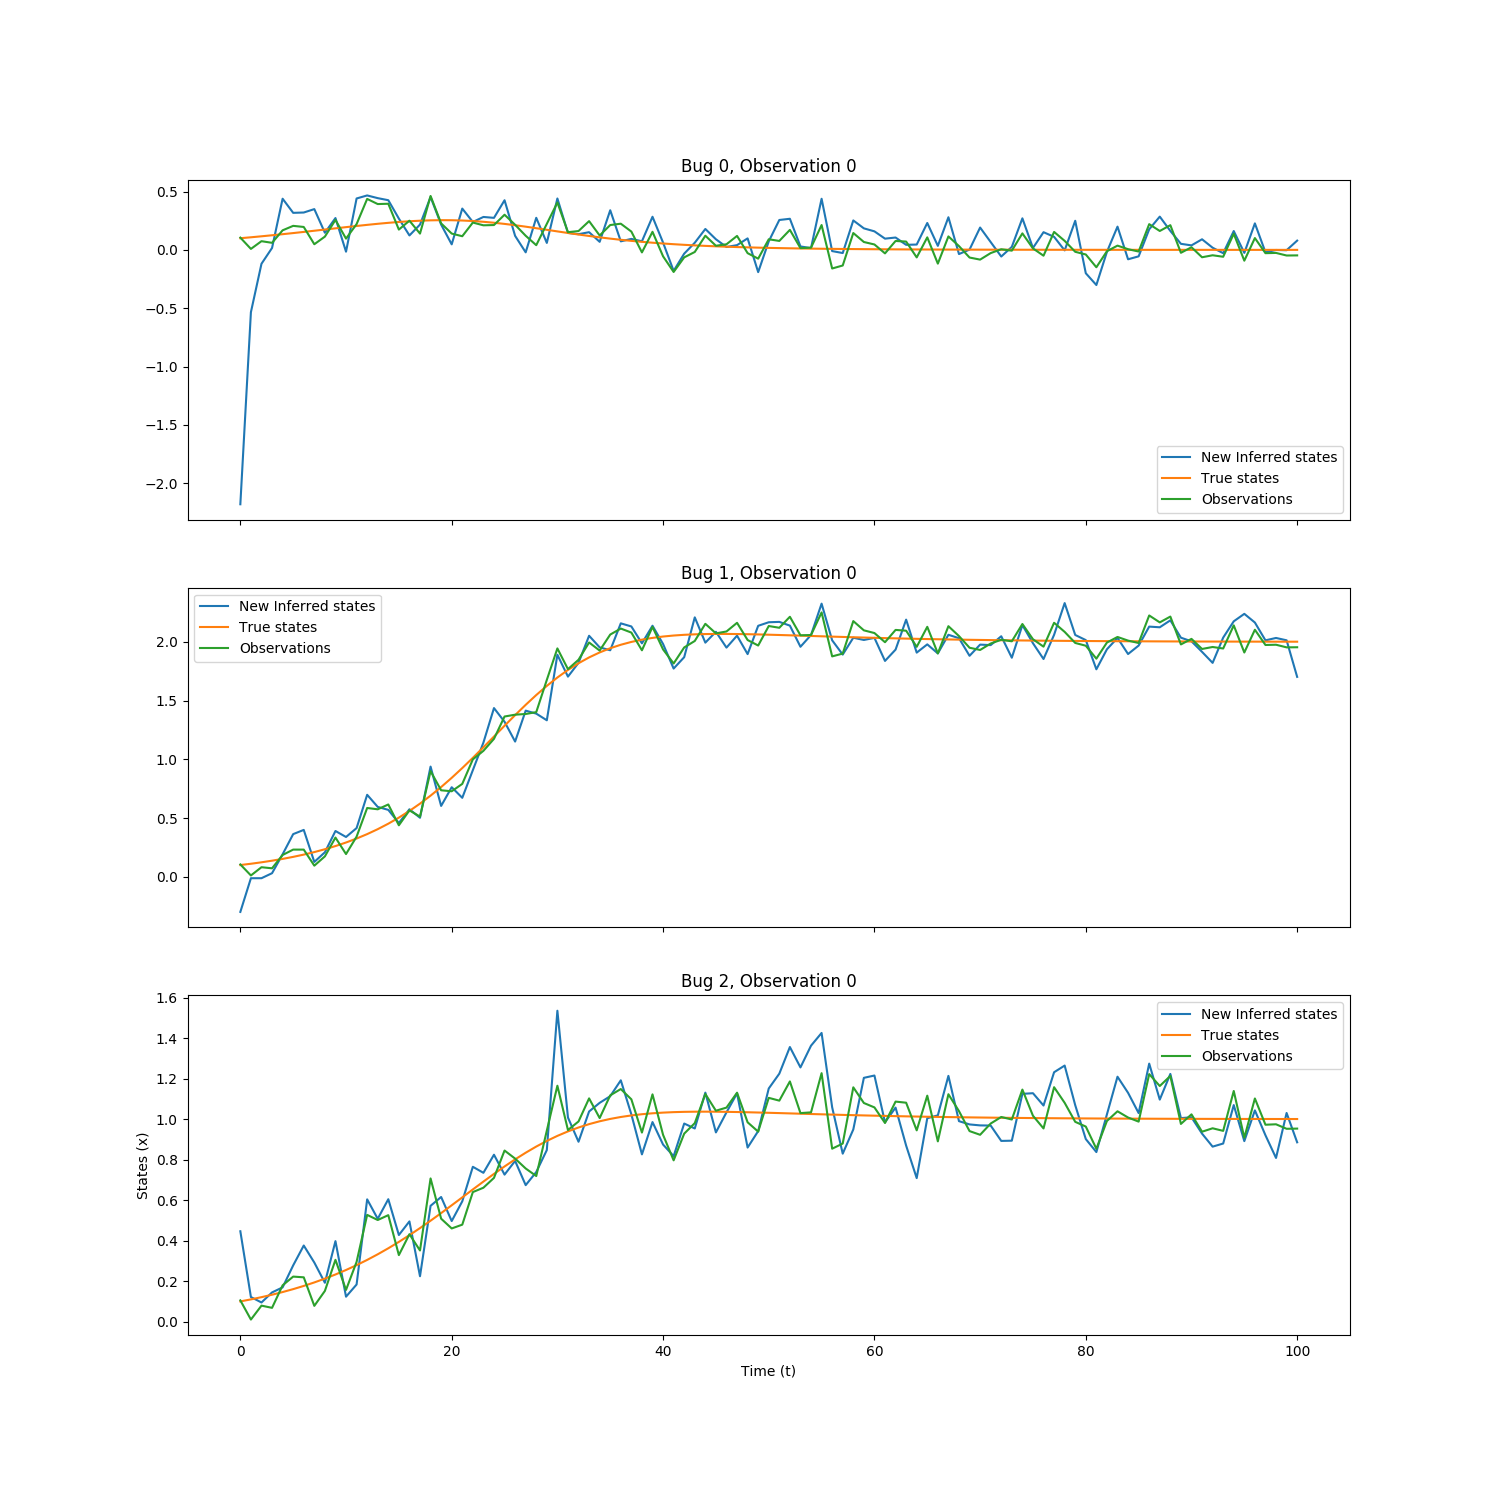 Bug 0, Observation 0
0.5
0.0
−0.5
−1.0
−1.5
−2.0
New Inferred states
True states
Observations
Bug 1, Observation 0
2.0
1.5
1.0
0.5
0.0
New Inferred states
True states
Observations
Bug 2, Observation 0
1.6
1.4
1.2
1.0
0.8
0.6
0.4
0.2
0.0
States (x)
New Inferred states
True states
Observations
0 20 40 60 80 100
Time (t)